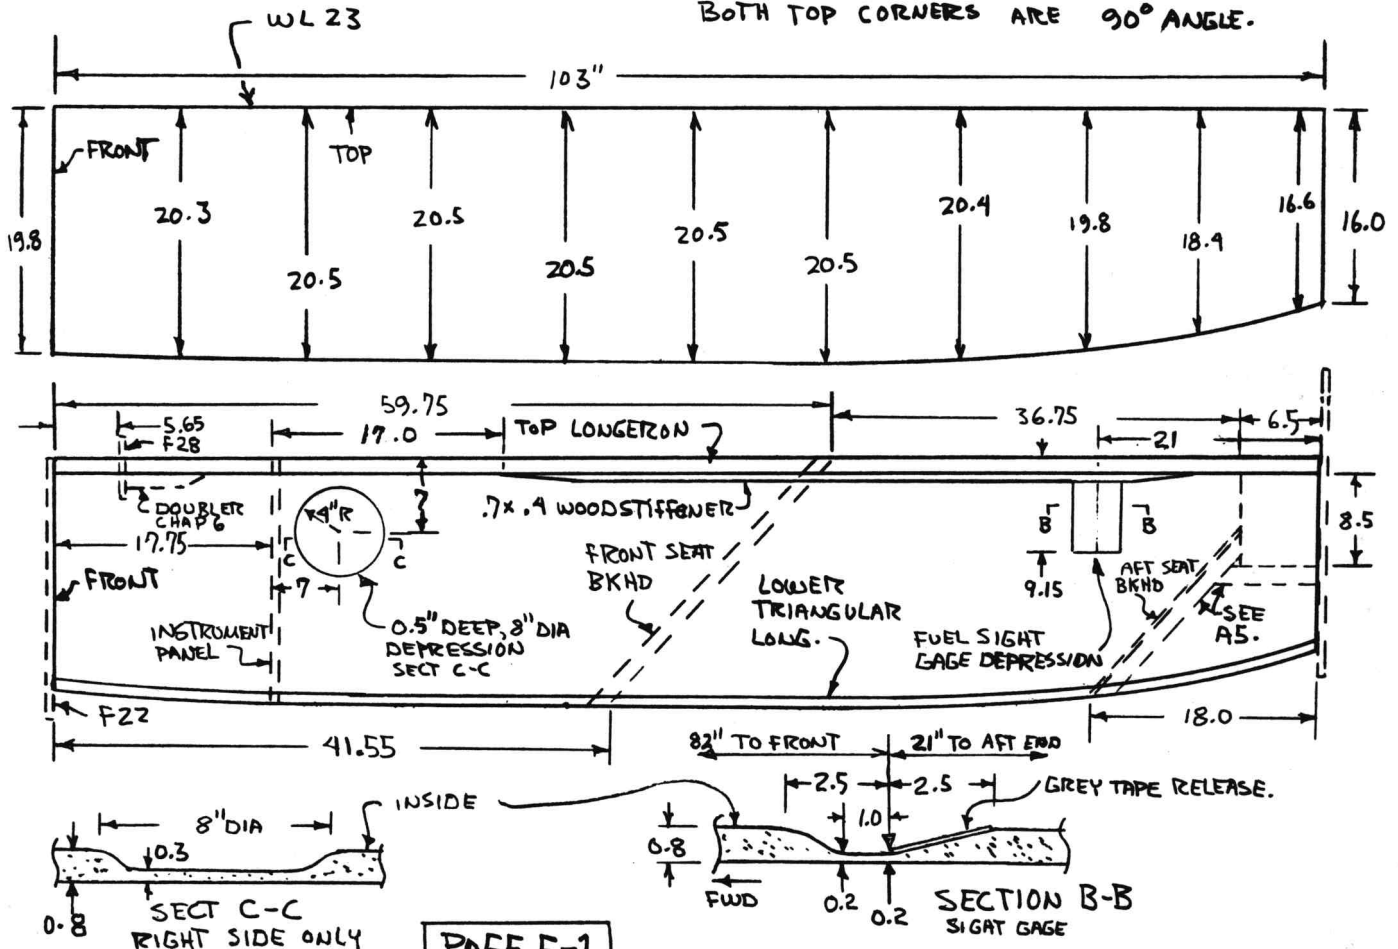 BOTH TOP CORNERS ARE 90° ANGLE.
WL 23
103"
FRONT
TOP
19.8
20.3
20.5
20.5
20.5
20.5
20.5
20.4
19.8
18.4
16.6
16.0
59.75
36.75
6.5
5.65
F28
17.0
TOP LONGERON
21
DOUBLER
CHAP 6
4"R
7
.7x.4 WOOD STIFFENER
B
B
8.5
17.75
C
C
FRONT
7
FRONT SEAT
BKHD
9.15
AFT SEAT
BKHD
LOWER
TRIANGULAR
LONG.
SEE
A5.
INSTRUMENT
PANEL
0.5" DEEP, 8" DIA
DEPRESSION
SECT C-C
FUEL SIGHT
GAGE DEPRESSION
F22
18.0
41.55
82" TO FRONT
21" TO AFT END
2.5
2.5
GREY TAPE RELEASE.
INSIDE
8" DIA
1.0
0.3
0.8
0.8
FWD
0.2
0.2
SECTION B-B
SIGAT GAGE
SECT C-C
RIGHT SIDE ONLY